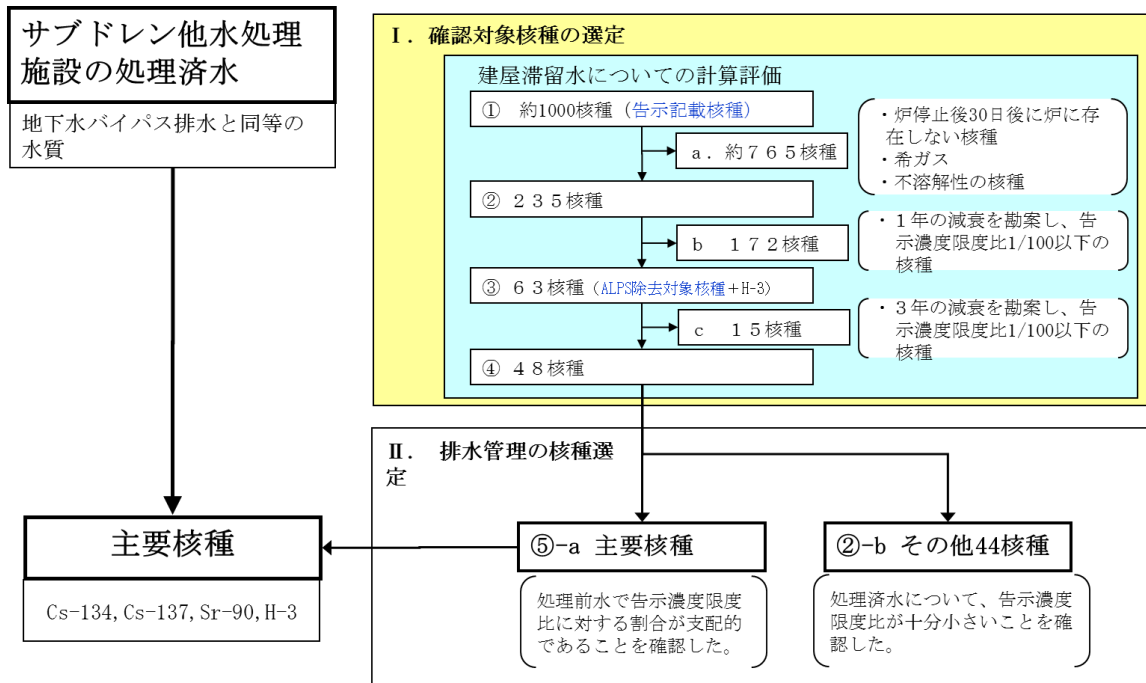 サブドレン他水処理
施設の処理済水
地下水バイパス排水と同等の
水質
主要核種
Cs-134,Cs-137,Sr-90,H-3
Ⅰ. 確認対象核種の選定
建屋滞留水についての計算評価
① 約1000核種（告示記載核種）
a. 約７６５核種
・炉停止後30日後に炉に存
在しない核種
・希ガス
・不溶解性の核種
② ２３５核種
b １７２核種
・１年の減衰を勘案し、告
示濃度限度比1/100以下の
核種
③ ６３核種（ALPS除去対象核種＋H-3）
c １５核種
・３年の減衰を勘案し、告
示濃度限度比1/100以下の
核種
④ ４８核種
Ⅱ. 排水管理の核種選
定
⑤-a 主要核種
処理前水で告示濃度限度
比に対する割合が支配的
であることを確認した。
②-b その他44核種
処理済水について、告示濃度
限度比が十分小さいことを確
認した。